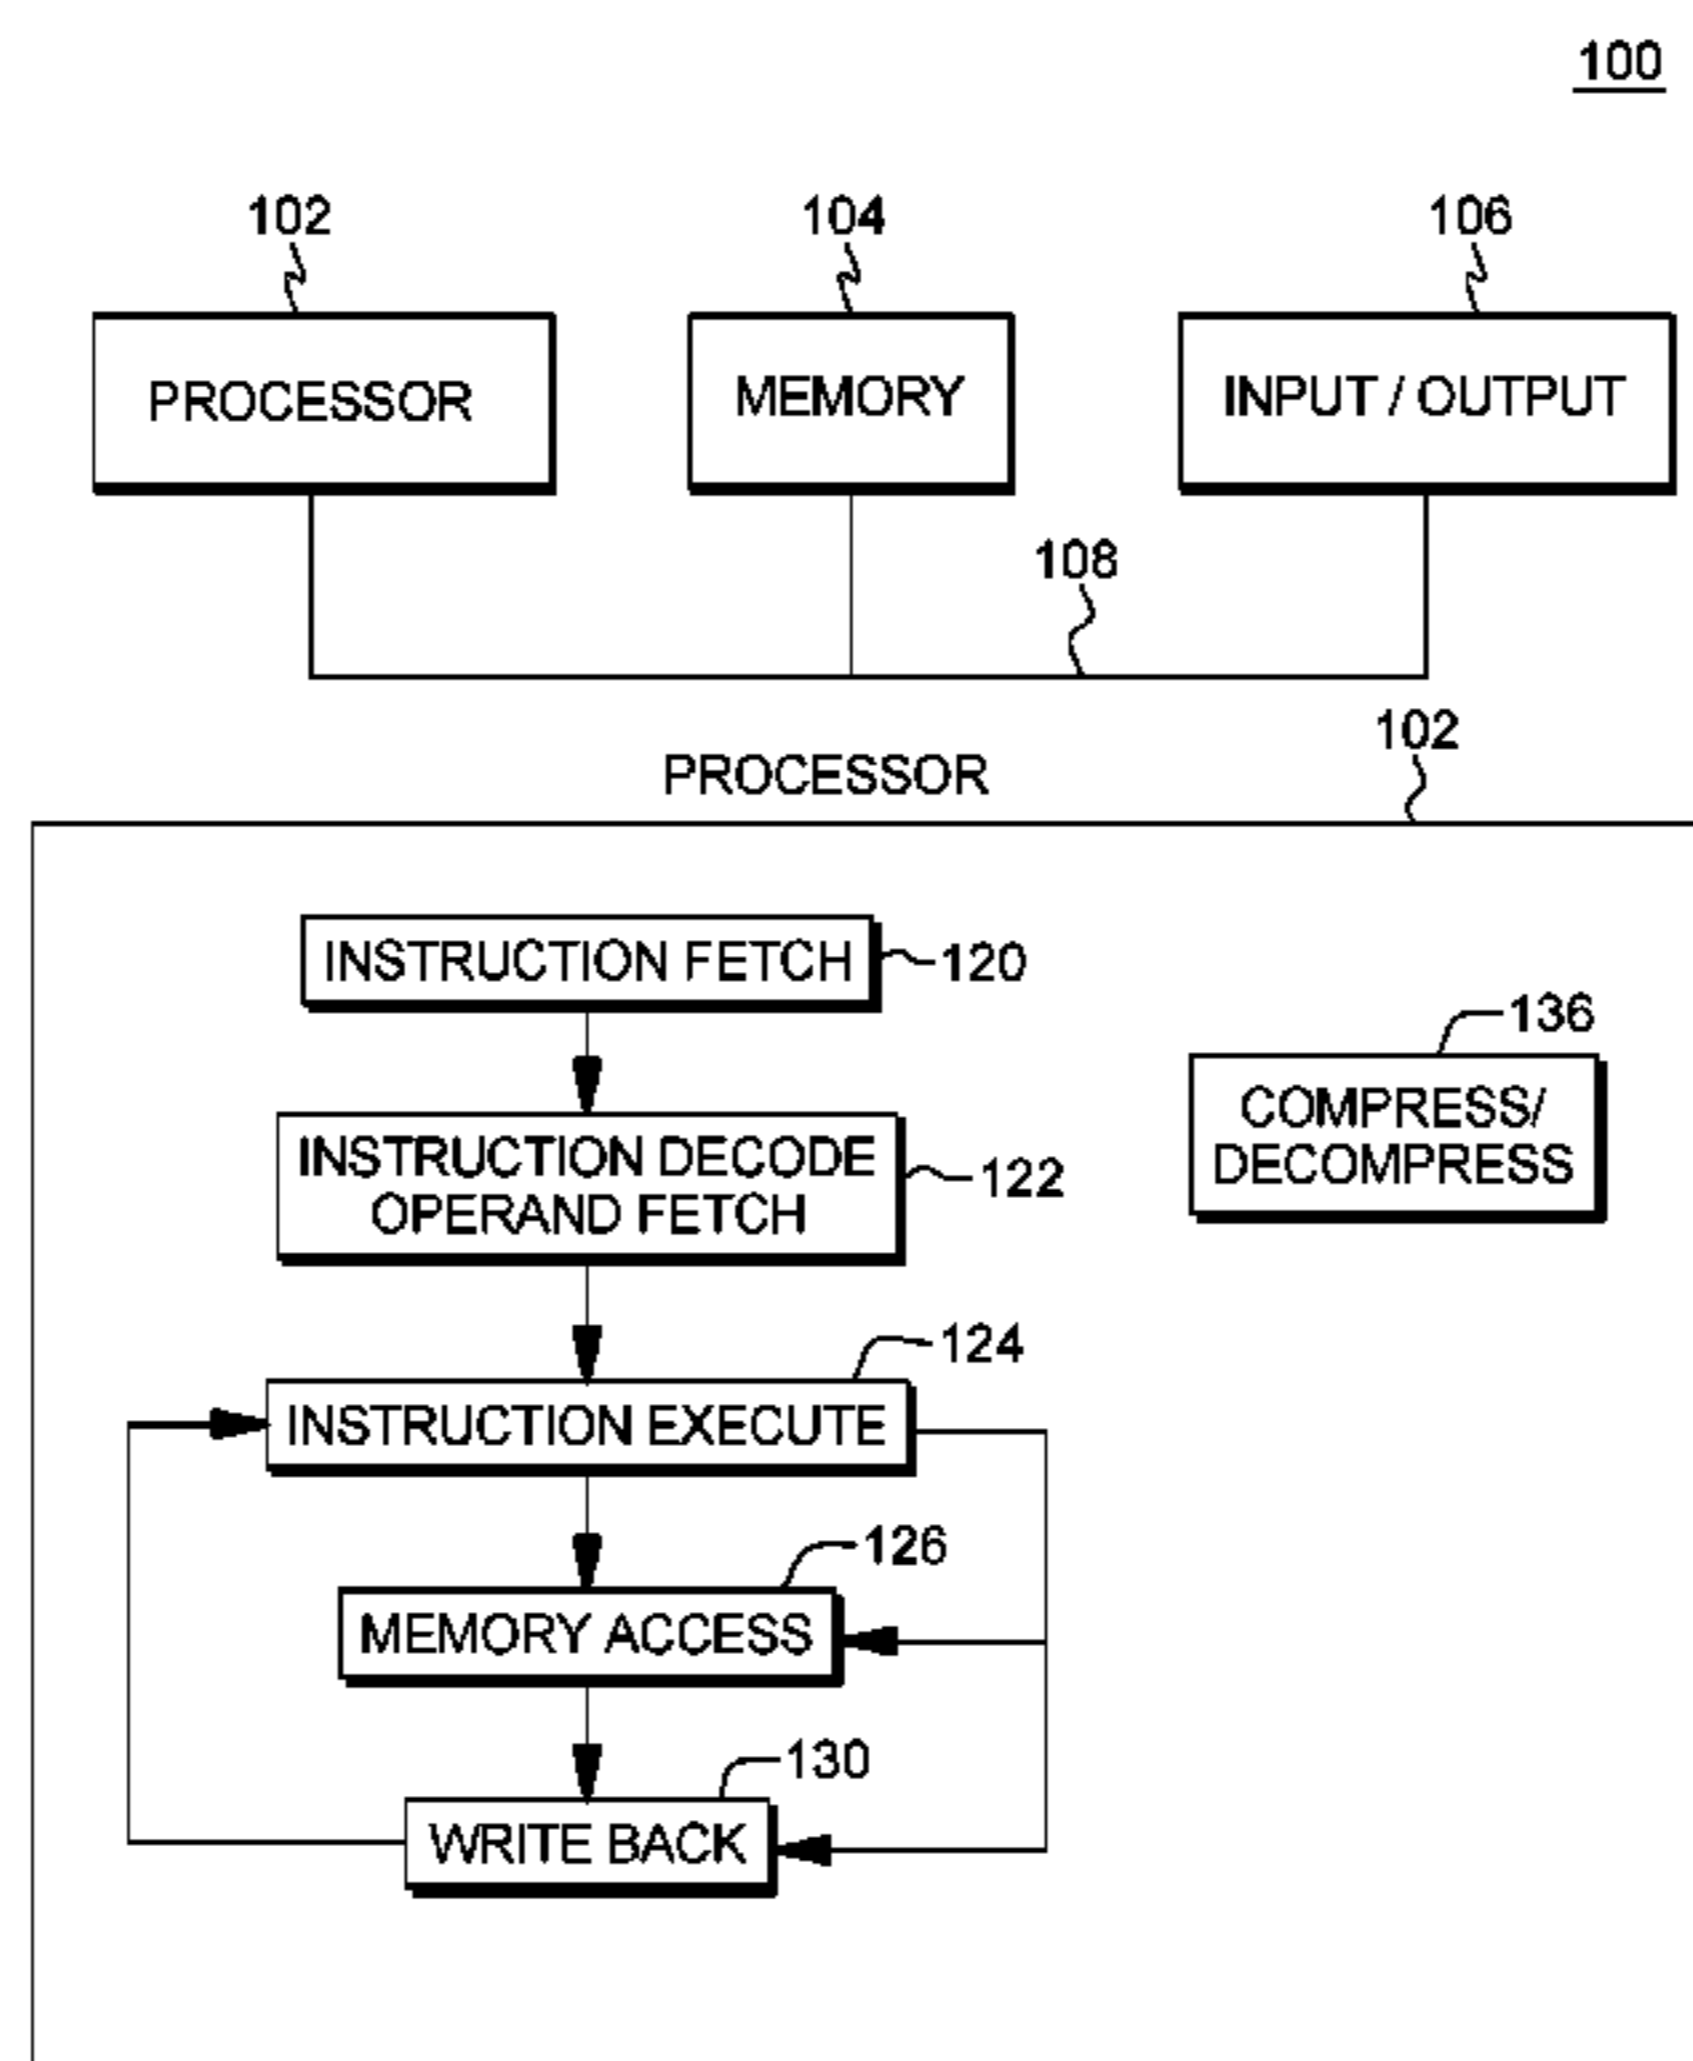 100
102
104
106
PROCESSOR
MEMORY
INPUT / OUTPUT
108
102
PROCESSOR
INSTRUCTION FETCH
120
136
COMPRESS/
DECOMPRESS
INSTRUCTION DECODE
OPERAND FETCH
122
124
INSTRUCTION EXECUTE
126
MEMORY ACCESS
130
WRITE BACK